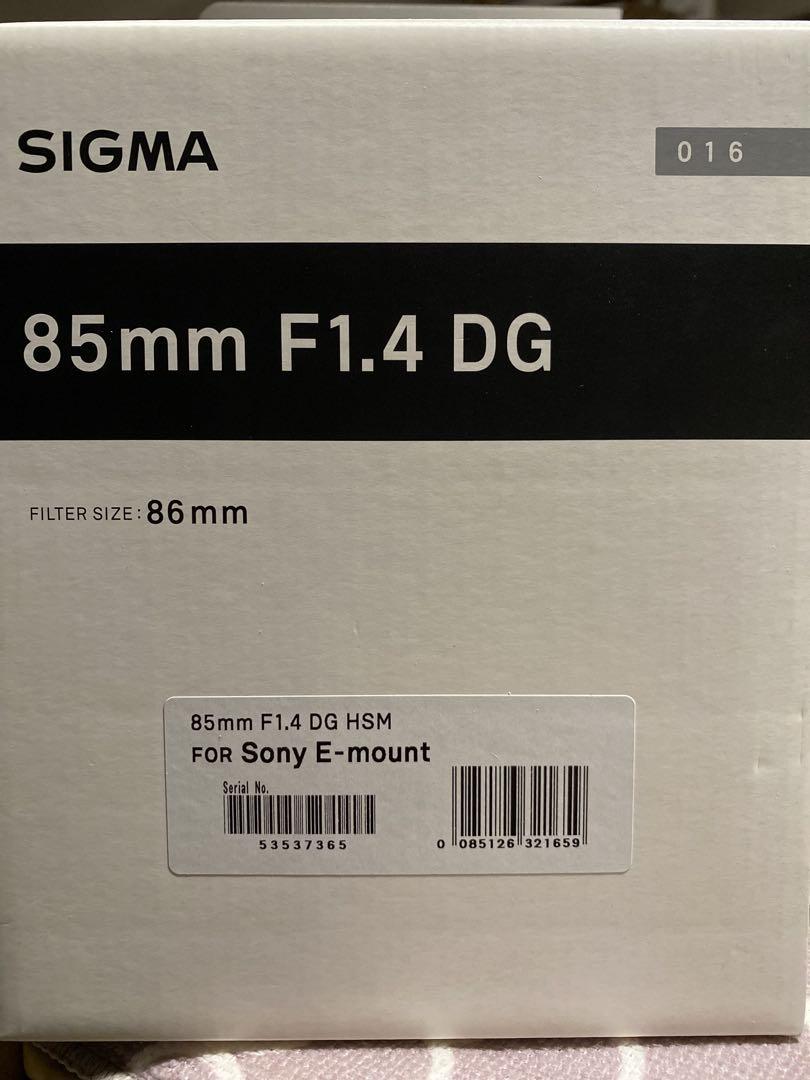 SIGMA
016
85mm F1.4 DG
FILTER SIZE: 86mm
85mm F1.4 DG HSM
FOR Sony E-mount
Serial No.
53537365
0 085126 321659